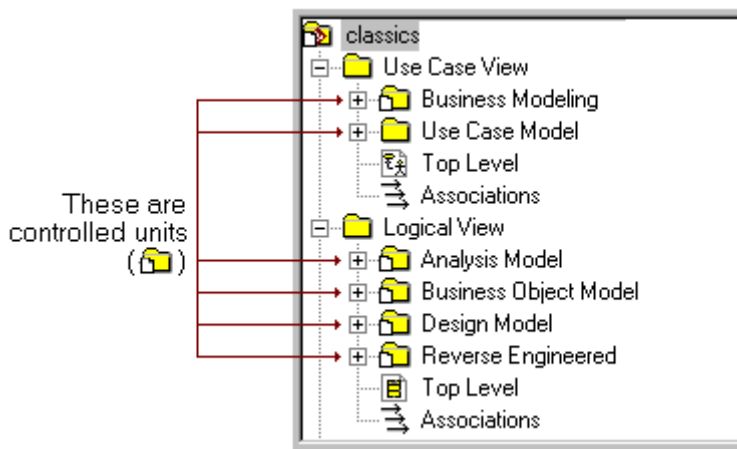 classics
Use Case View
Business Modeling
Use Case Model
Top Level
Associations
Logical View
Analysis Model
Business Object Model
Design Model
Reverse Engineered
Top Level
Associations
These are
controlled units
( )